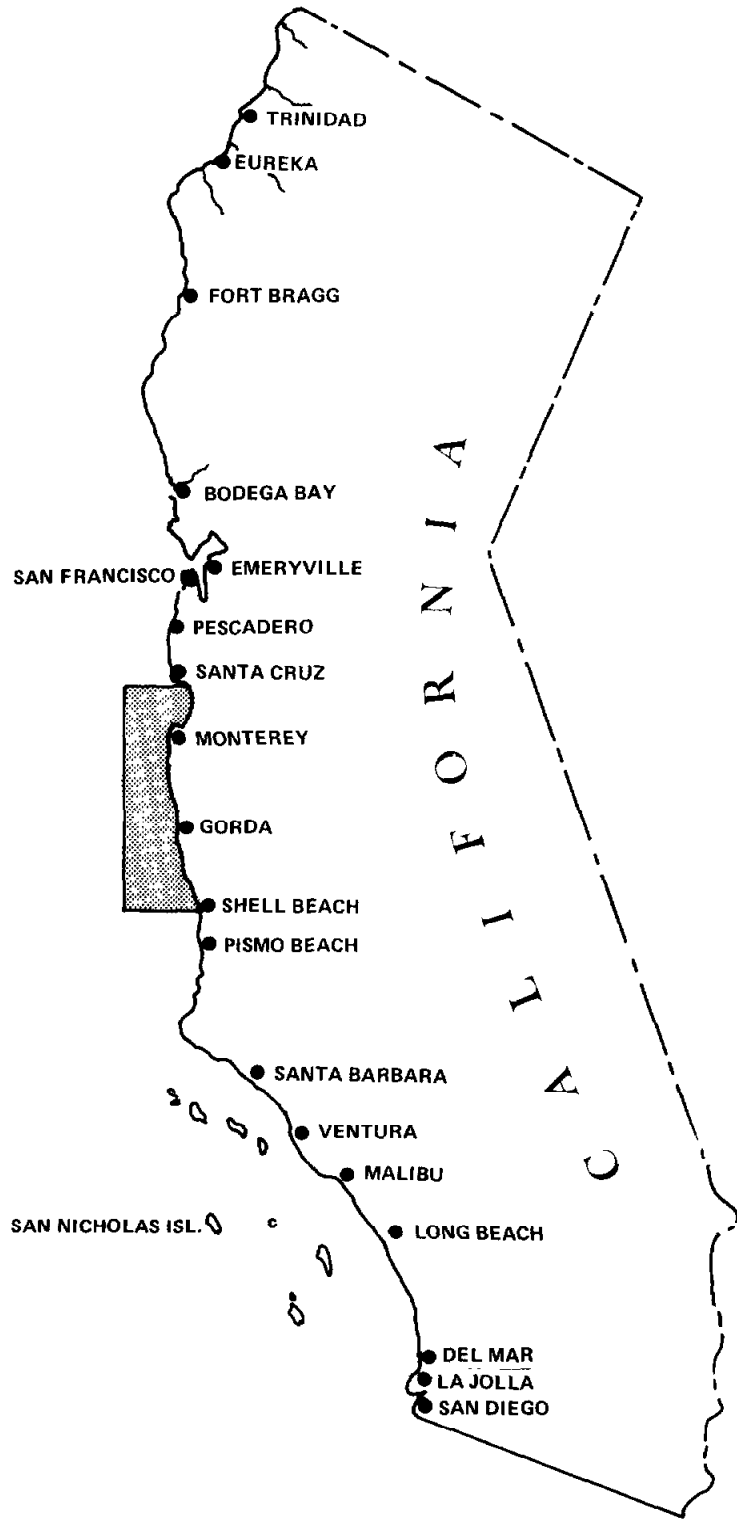 TRINIDAD
EUREKA
FORT BRAGG
BODEGA BAY
EMERYVILLE
SAN FRANCISCO
PESCADERO
SANTA CRUZ
MONTEREY
GORDA
SHELL BEACH
PISMO BEACH
SANTA BARBARA
VENTURA
MALIBU
SAN NICHOLAS ISL.
LONG BEACH
DEL MAR
LA JOLLA
SAN DIEGO
CALIFORNIA